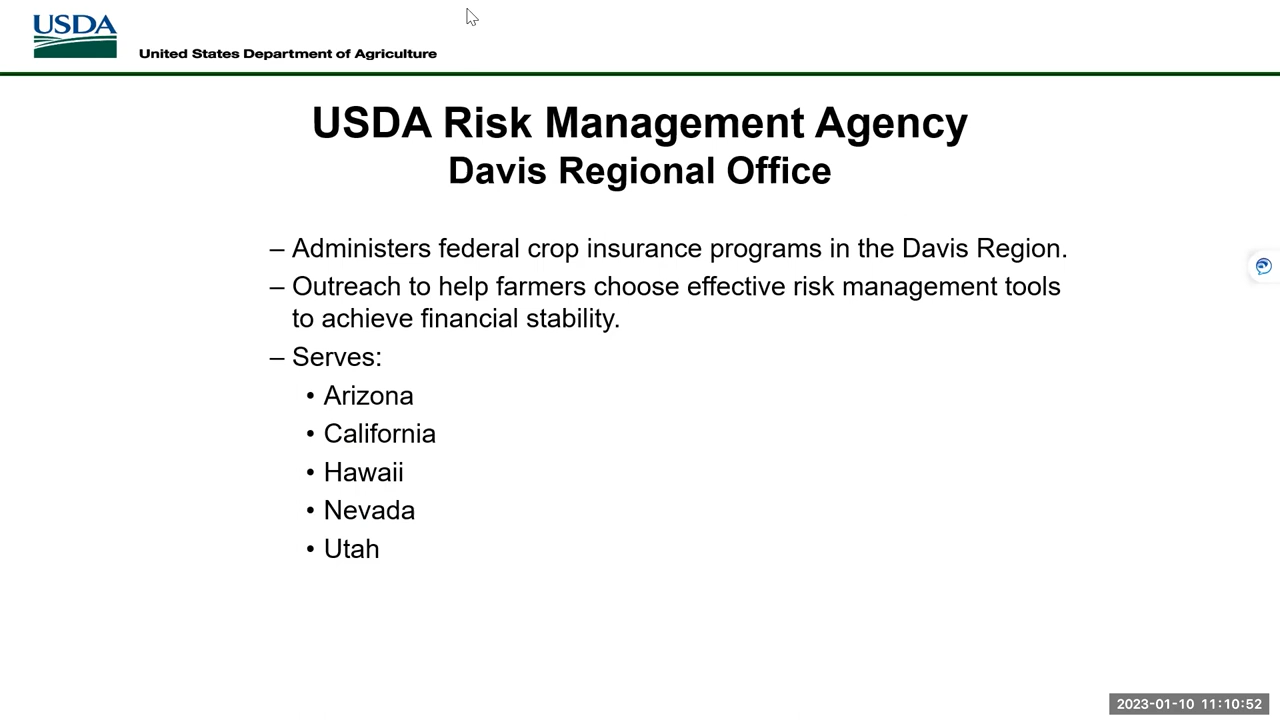 USDA
United States Department of Agriculture
USDA Risk Management Agency
Davis Regional Office
– Administers federal crop insurance programs in the Davis Region.
– Outreach to help farmers choose effective risk management tools
to achieve financial stability.
– Serves:
• Arizona
• California
• Hawaii
• Nevada
• Utah
2023-01-10 11:10:52